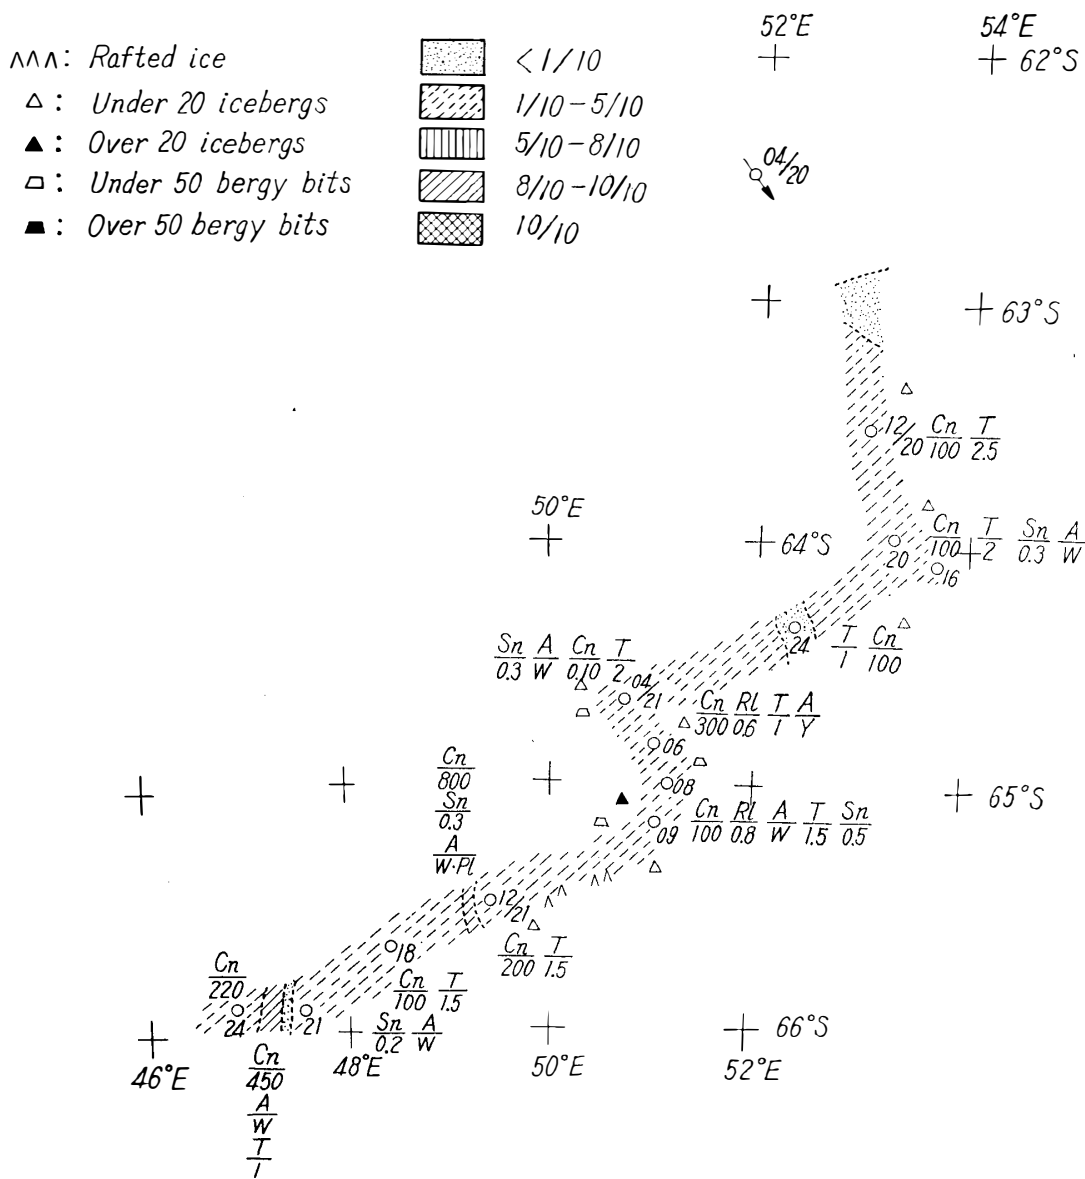 ∧∧∧: Rafted ice
△: Under 20 icebergs
▲: Over 20 icebergs
⏢: Under 50 bergy bits
: Over 50 bergy bits
<1/10
1/10-5/10
5/10-8/10
8/10-10/10
10/10
52°E 54°E
62°S
04/20
63°S
12/20 Cn/100 T/2.5
50°E
64°S
Cn/100 T/2 Sn/0.3 A/W
20
16
24
T/1 Cn/100
Sn/0.3 A/W Cn/0.10 T/2
04/21
Cn/300 Rl/0.6 T/1 A/Y
06
08
65°S
Cn/800
Sn/0.3
A/W·Pl
09 Cn/100 Rl/0.8 A/W T/1.5 Sn/0.5
12/21
Cn/200 T/1.5
18
Cn/100 T/1.5
Sn/0.2 A/W
Cn/220
24
21
66°S
46°E 48°E 50°E 52°E
Cn/450
A/W
T/1